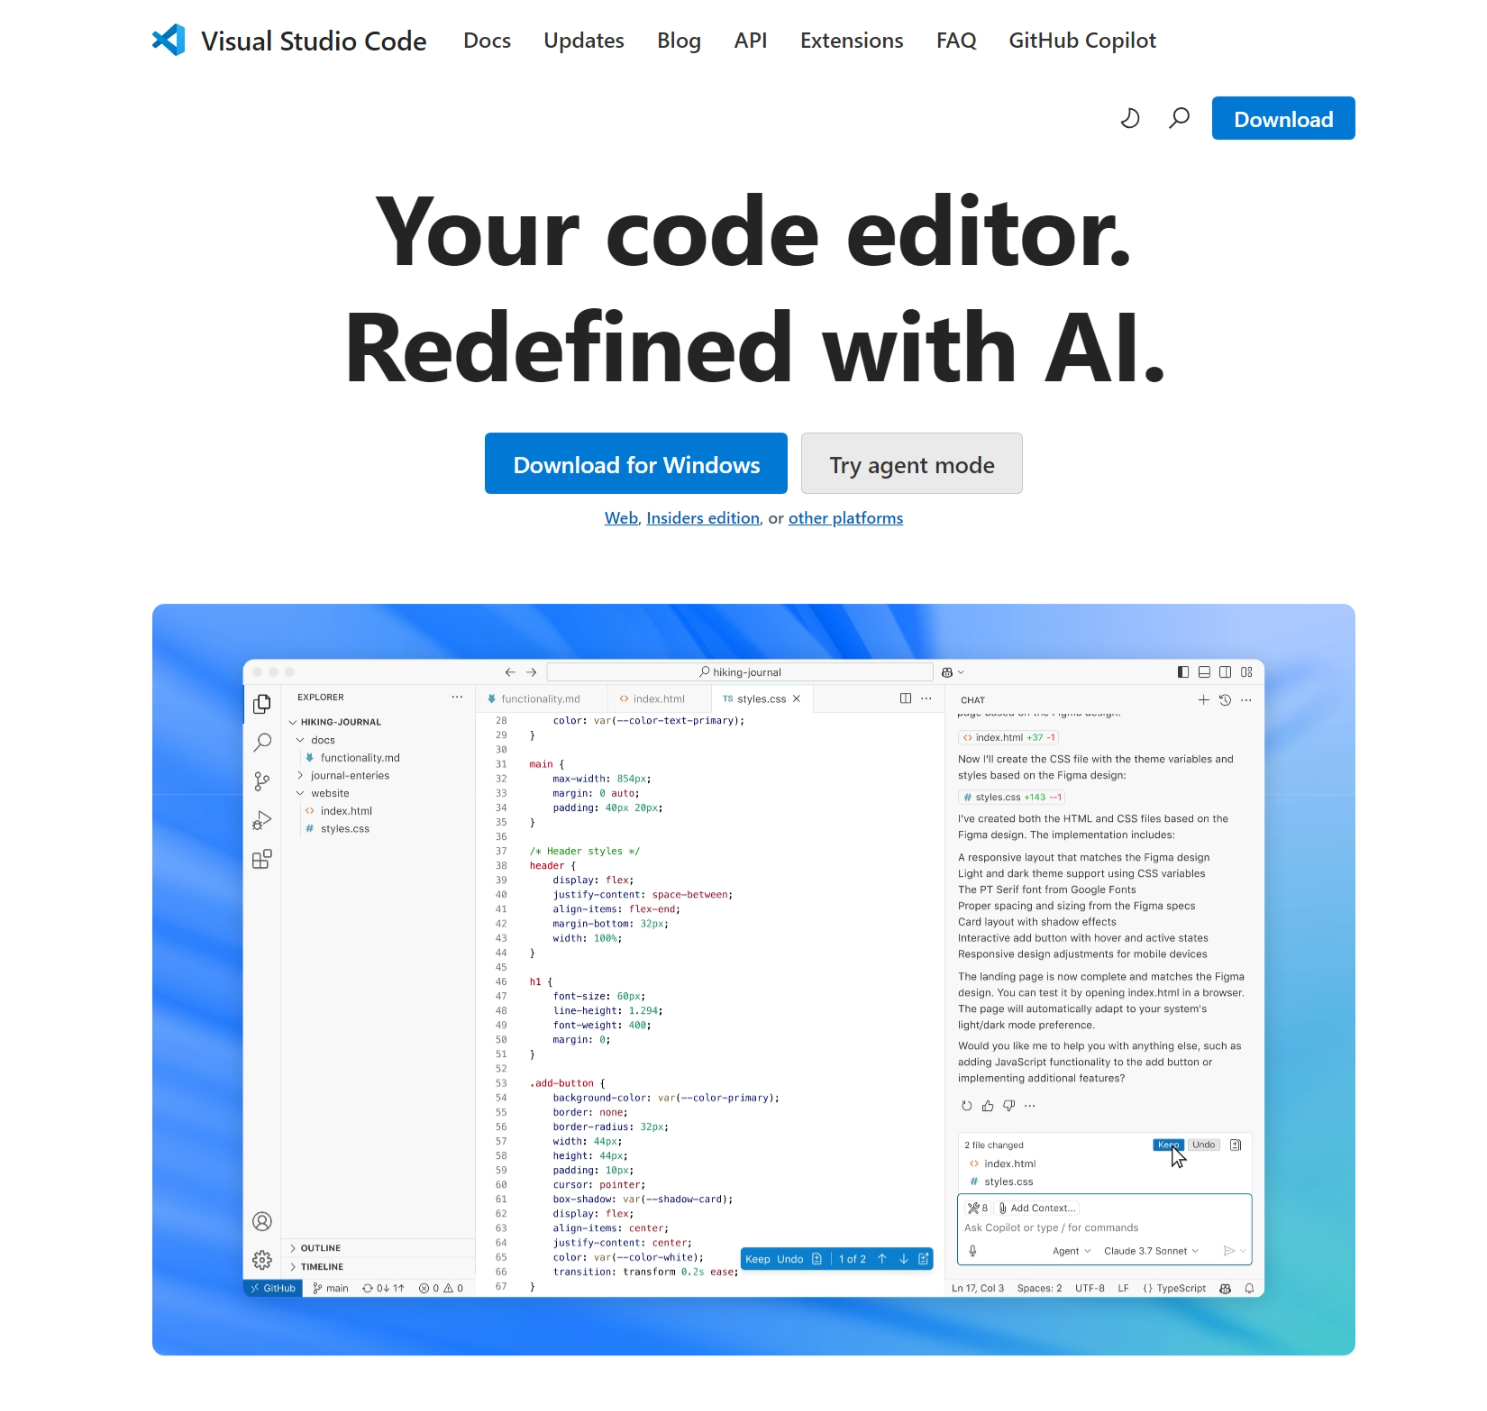 Visual Studio Code Docs Updates Blog API Extensions FAQ GitHub Copilot
Download
Your code editor.
Redefined with AI.
Download for Windows Try agent mode
Web, Insiders edition, or other platforms
hiking-journal
EXPLORER
HIKING-JOURNAL
docs
functionality.md
journal-enteries
website
index.html
styles.css
OUTLINE
TIMELINE
functionality.md index.html TS styles.css
28 color: var(--color-text-primary);
29 }
30
31 main {
32 max-width: 854px;
33 margin: 0 auto;
34 padding: 40px 20px;
35 }
36
37 /* Header styles */
38 header {
39 display: flex;
40 justify-content: space-between;
41 align-items: flex-end;
42 margin-bottom: 32px;
43 width: 100%;
44 }
45
46 h1 {
47 font-size: 60px;
48 line-height: 1.294;
49 font-weight: 400;
50 margin: 0;
51 }
52
53 .add-button {
54 background-color: var(--color-primary);
55 border: none;
56 border-radius: 32px;
57 width: 44px;
58 height: 44px;
59 padding: 10px;
60 cursor: pointer;
61 box-shadow: var(--shadow-card);
62 display: flex;
63 align-items: center;
64 justify-content: center;
65 color: var(--color-white);
66 transition: transform 0.2s ease;
67 }
Keep Undo 1 of 2
CHAT
page based on the Figma design:
index.html +37 -1
Now I'll create the CSS file with the theme variables and
styles based on the Figma design:
# styles.css +143 --1
I've created both the HTML and CSS files based on the
Figma design. The implementation includes:
A responsive layout that matches the Figma design
Light and dark theme support using CSS variables
The PT Serif font from Google Fonts
Proper spacing and sizing from the Figma specs
Card layout with shadow effects
Interactive add button with hover and active states
Responsive design adjustments for mobile devices
The landing page is now complete and matches the Figma
design. You can test it by opening index.html in a browser.
The page will automatically adapt to your system's
light/dark mode preference.
Would you like me to help you with anything else, such as
adding JavaScript functionality to the add button or
implementing additional features?
2 file changed Keep Undo
index.html
# styles.css
8 Add Context...
Ask Copilot or type / for commands
Agent Claude 3.7 Sonnet
GitHub main 0↓ 1↑ 0 0 Ln 17, Col 3 Spaces: 2 UTF-8 LF {} TypeScript